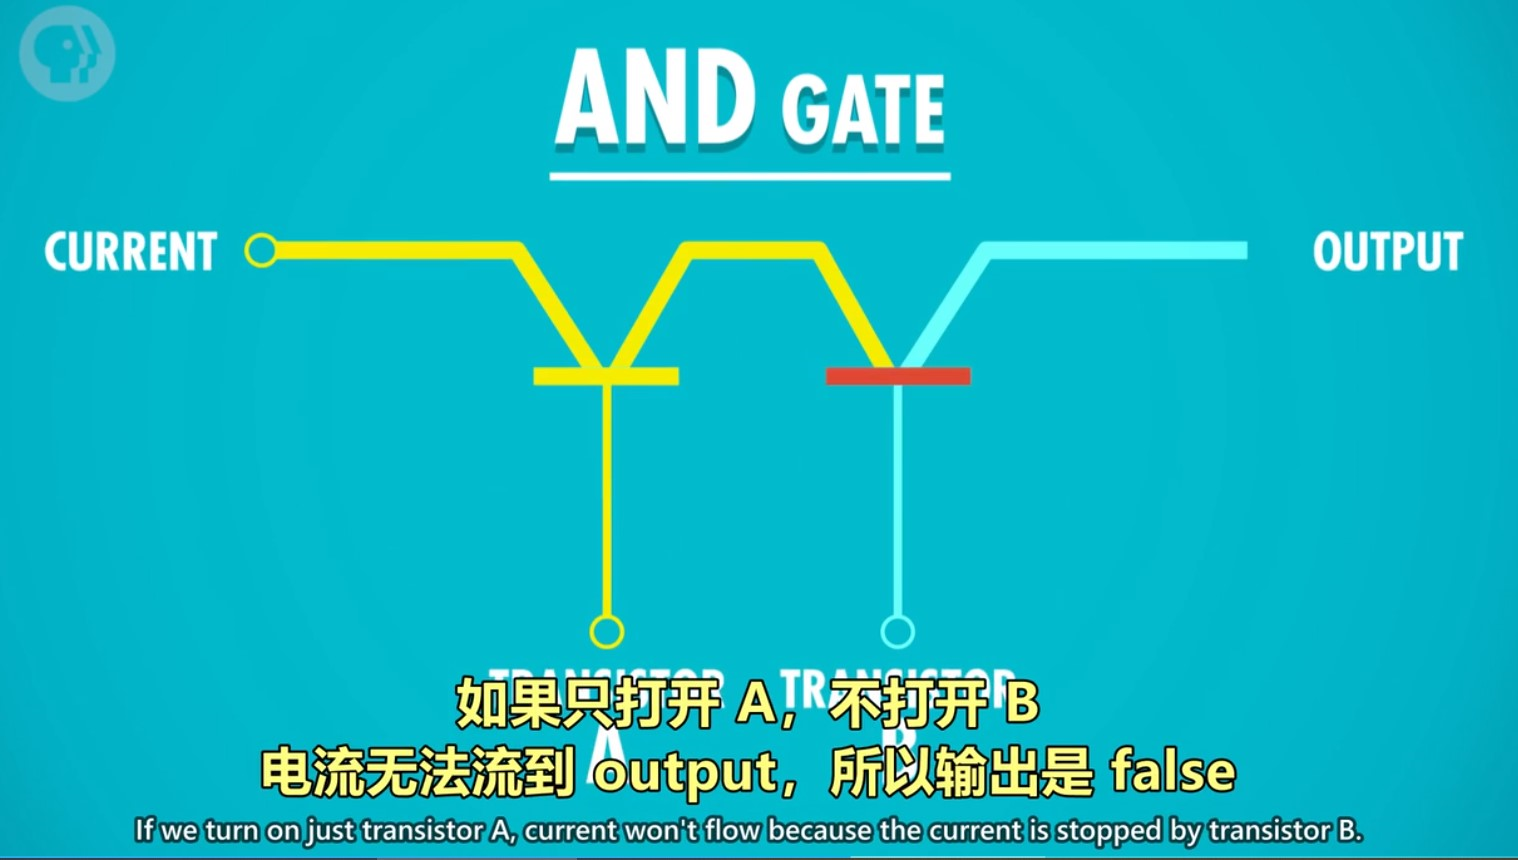 AND GATE
CURRENT
OUTPUT
TRANSISTOR TRANSISTOR
A B
如果只打开 A，不打开 B
电流无法流到 output，所以输出是 false
If we turn on just transistor A, current won't flow because the current is stopped by transistor B.